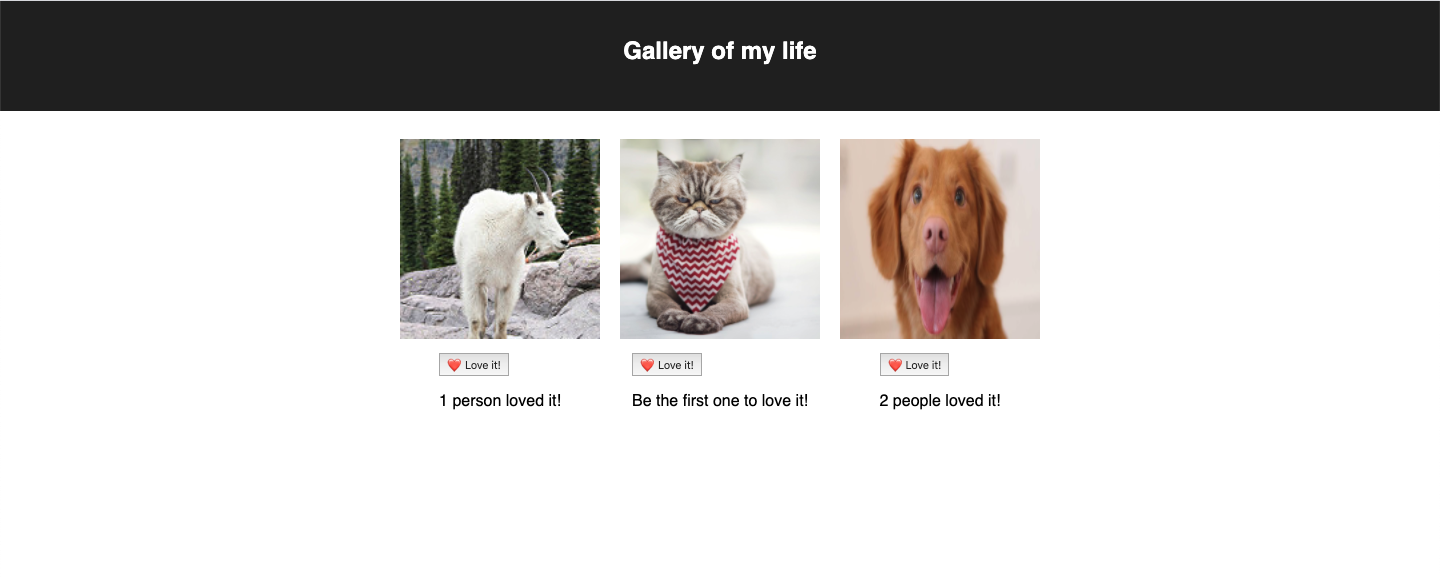 Gallery of my life
❤️ Love it!
❤️ Love it!
❤️ Love it!
1 person loved it!
Be the first one to love it!
2 people loved it!